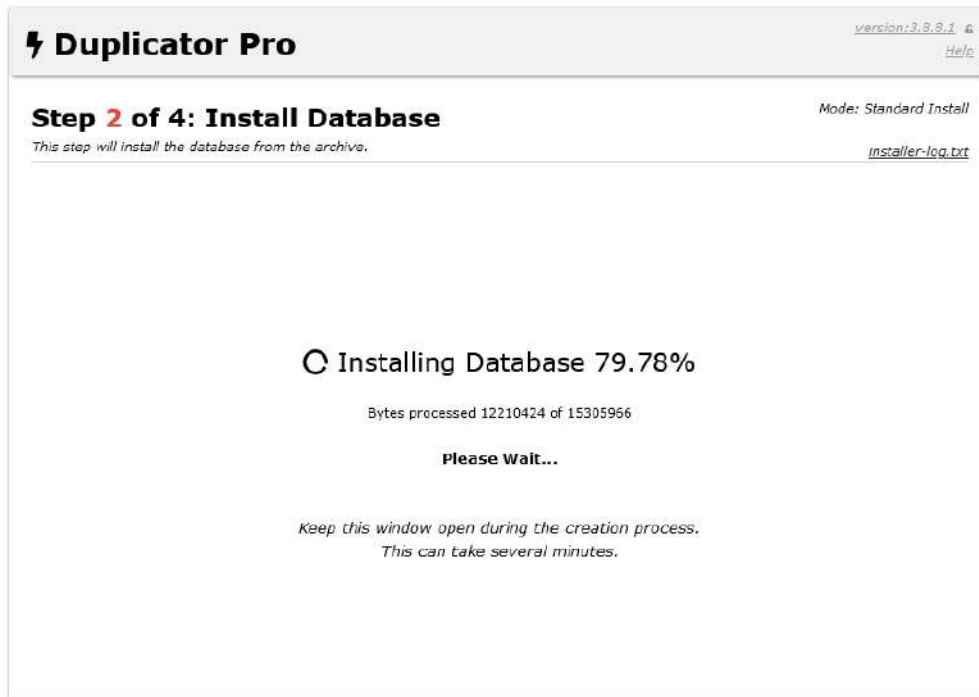 Duplicator Pro
version:3.8.8.1
Help
Step 2 of 4: Install Database
Mode: Standard Install
This step will install the database from the archive.
installer-log.txt
Installing Database 79.78%
Bytes processed 12210424 of 15305966
Please Wait...
Keep this window open during the creation process.
This can take several minutes.